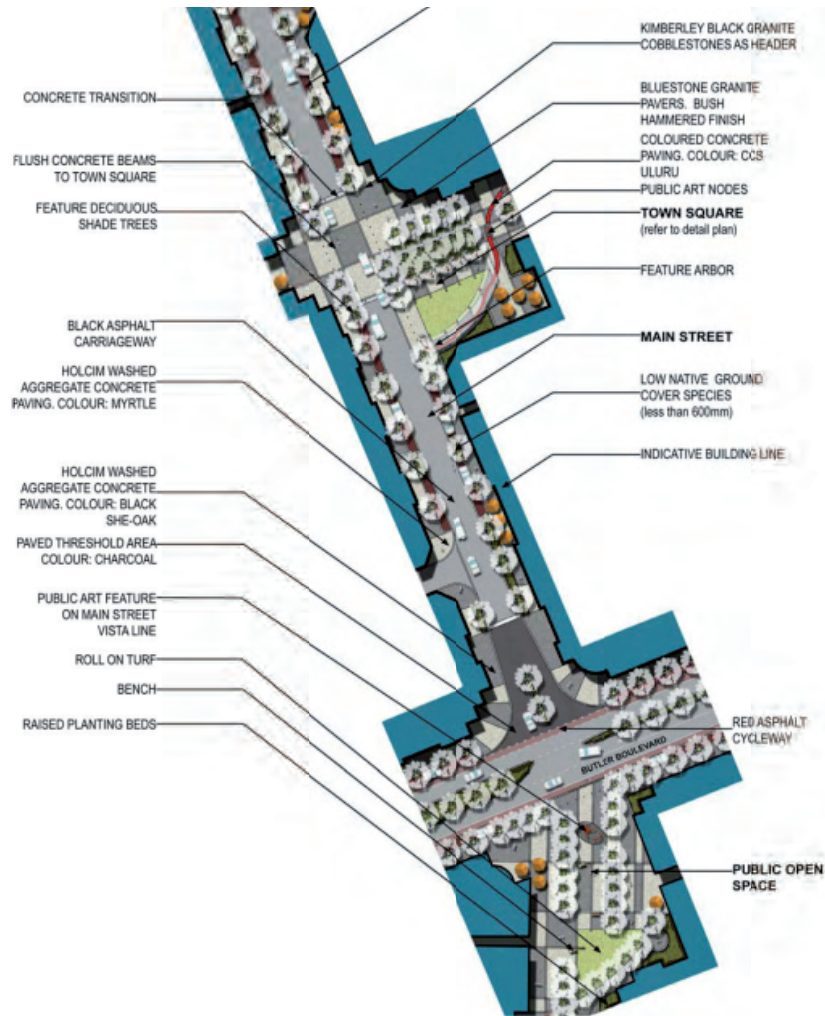 KIMBERLEY BLACK GRANITE
COBBLESTONES AS HEADER
CONCRETE TRANSITION
BLUESTONE GRANITE
PAVERS. BUSH
HAMMERED FINISH
FLUSH CONCRETE BEAMS
TO TOWN SQUARE
COLOURED CONCRETE
PAVING. COLOUR: CCS
ULURU
PUBLIC ART NODES
FEATURE DECIDUOUS
SHADE TREES
TOWN SQUARE
(refer to detail plan)
FEATURE ARBOR
BLACK ASPHALT
CARRIAGEWAY
MAIN STREET
HOLCIM WASHED
AGGREGATE CONCRETE
PAVING. COLOUR: MYRTLE
LOW NATIVE GROUND
COVER SPECIES
(less than 600mm)
INDICATIVE BUILDING LINE
HOLCIM WASHED
AGGREGATE CONCRETE
PAVING. COLOUR: BLACK
SHE-OAK
PAVED THRESHOLD AREA
COLOUR: CHARCOAL
PUBLIC ART FEATURE
ON MAIN STREET
VISTA LINE
ROLL ON TURF
BENCH
RAISED PLANTING BEDS
RED ASPHALT
CYCLEWAY
BUTLER BOULEVARD
PUBLIC OPEN
SPACE